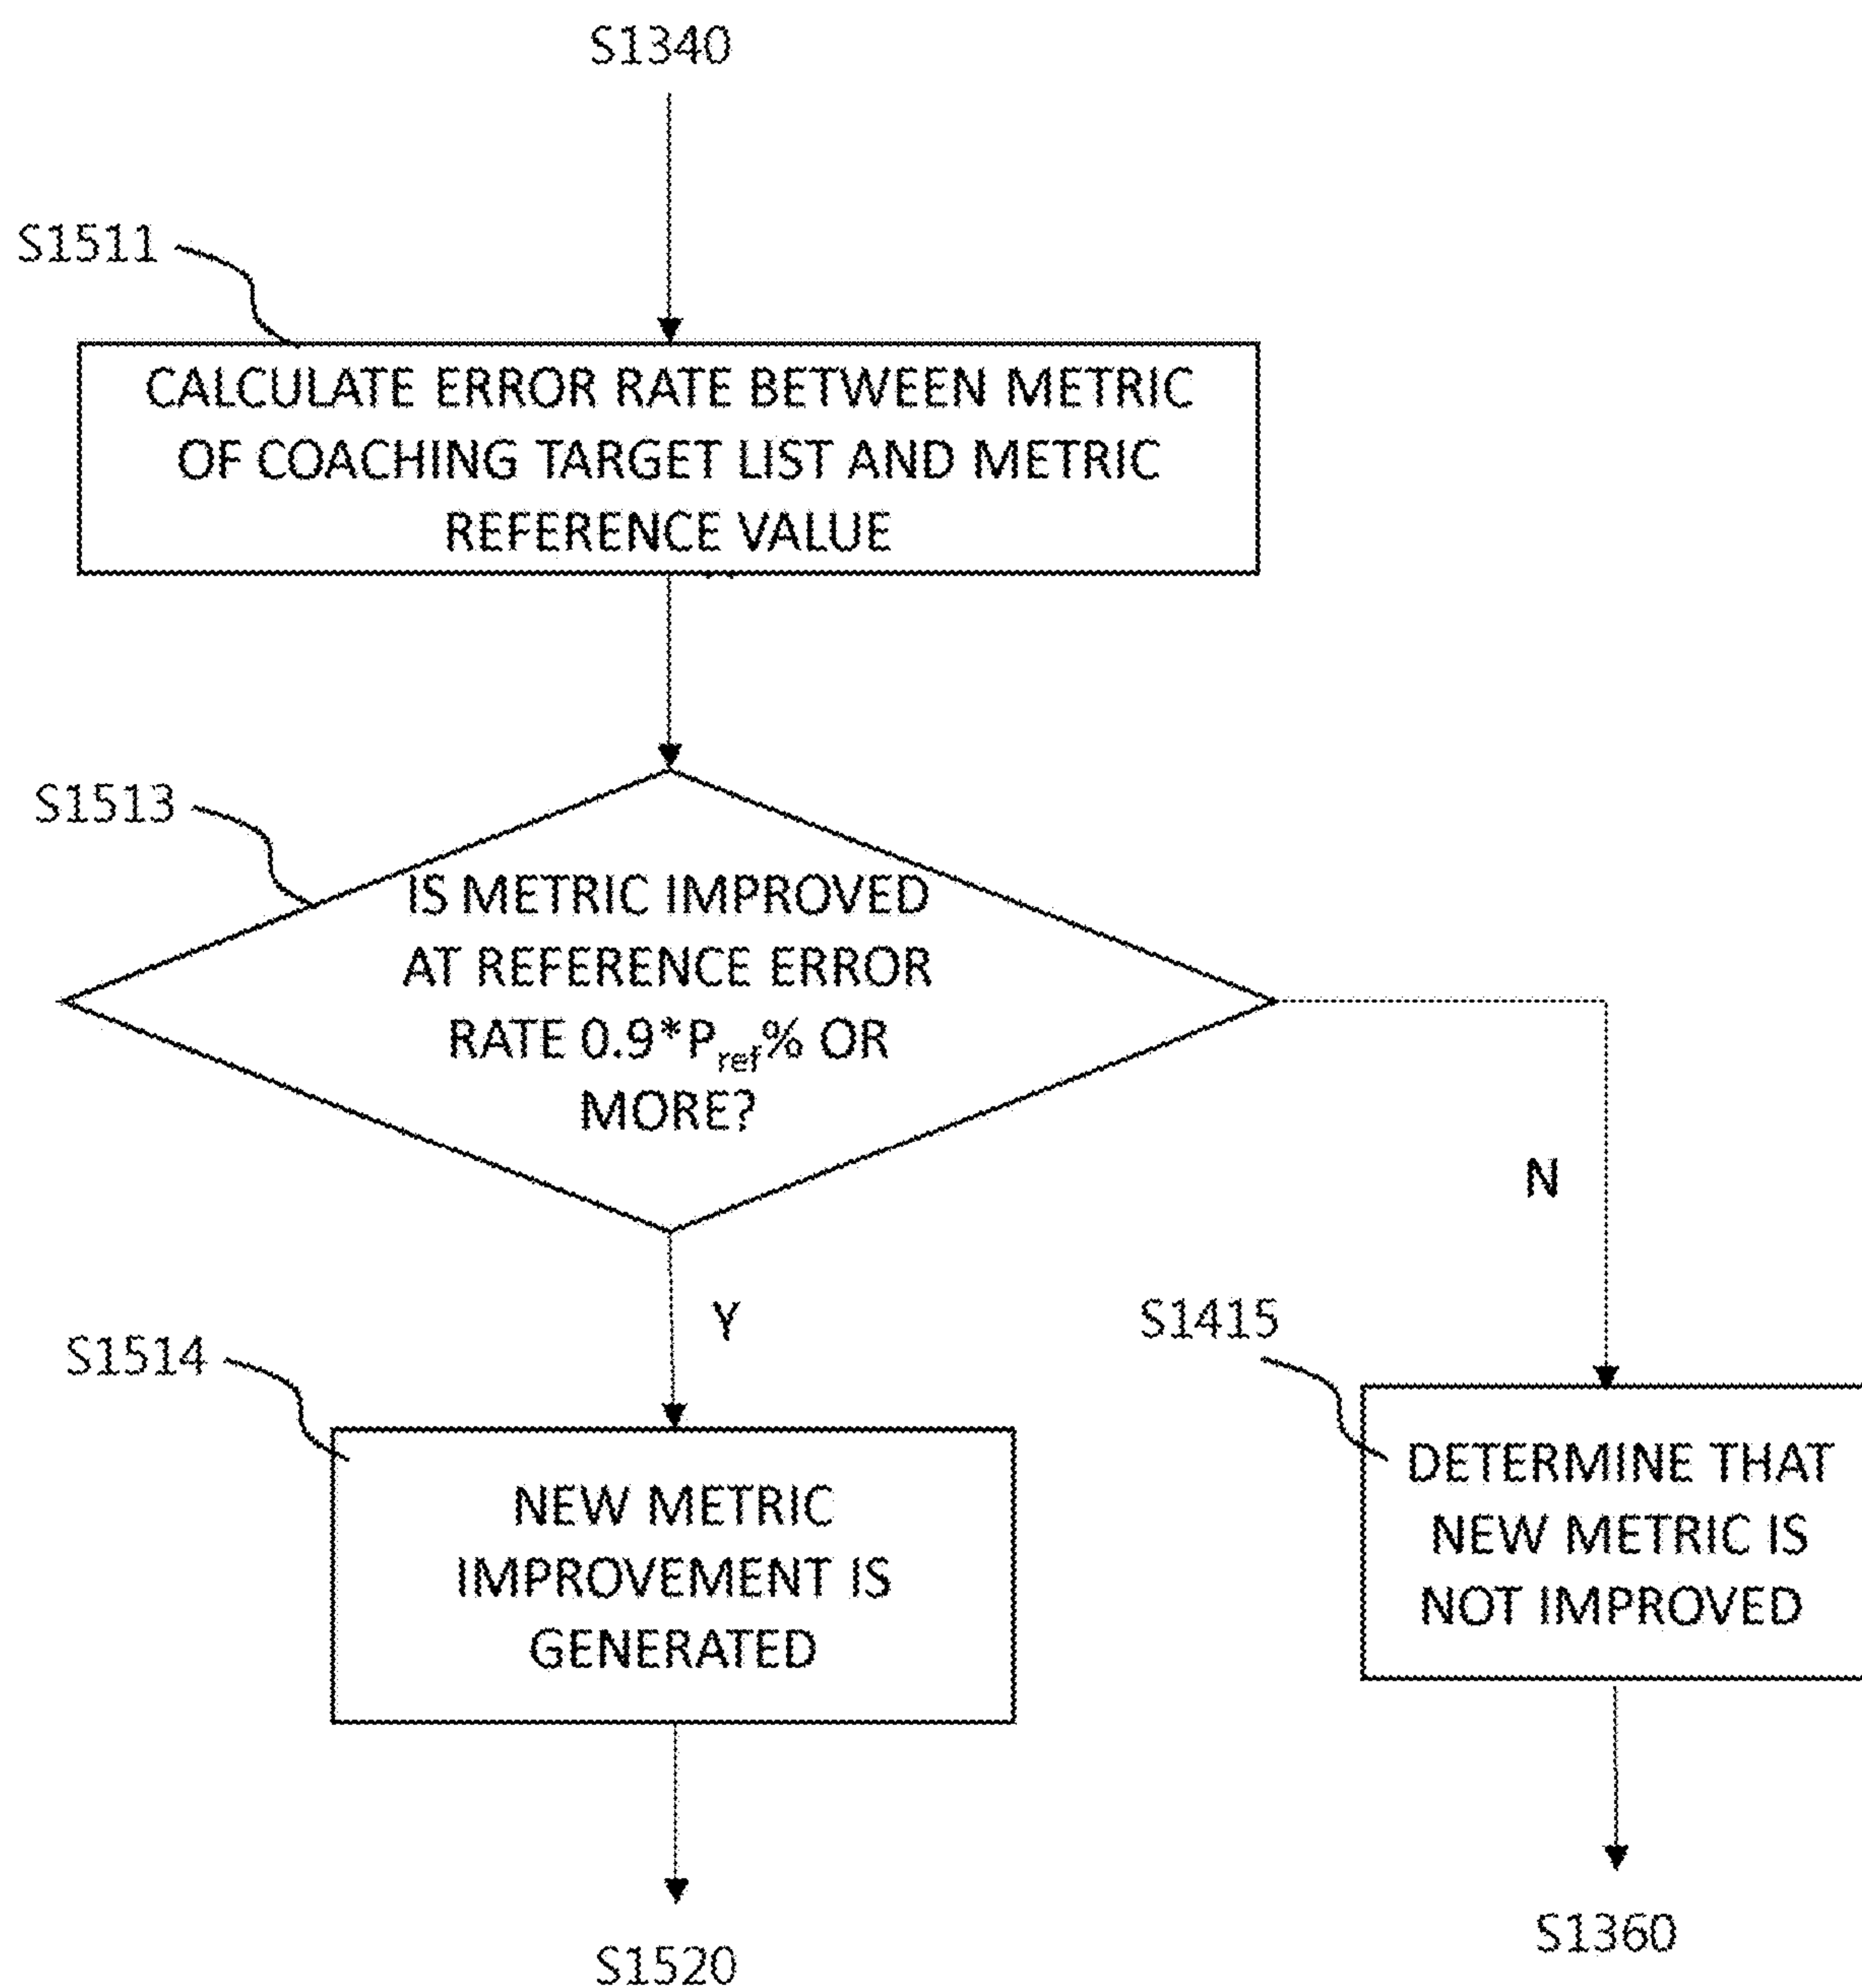 S1340
S1511
CALCULATE ERROR RATE BETWEEN METRIC
OF COACHING TARGET LIST AND METRIC
REFERENCE VALUE
S1513
IS METRIC IMPROVED
AT REFERENCE ERROR
RATE 0.9*Pref% OR
MORE?
N
Y
S1514
NEW METRIC
IMPROVEMENT IS
GENERATED
S1415
DETERMINE THAT
NEW METRIC IS
NOT IMPROVED
S1520
S1360